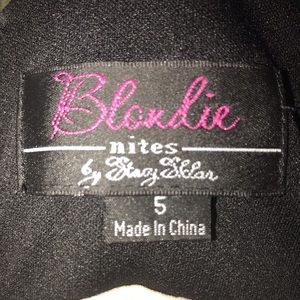 Blondie
nites
by Stacy Sklar
5
Made In China